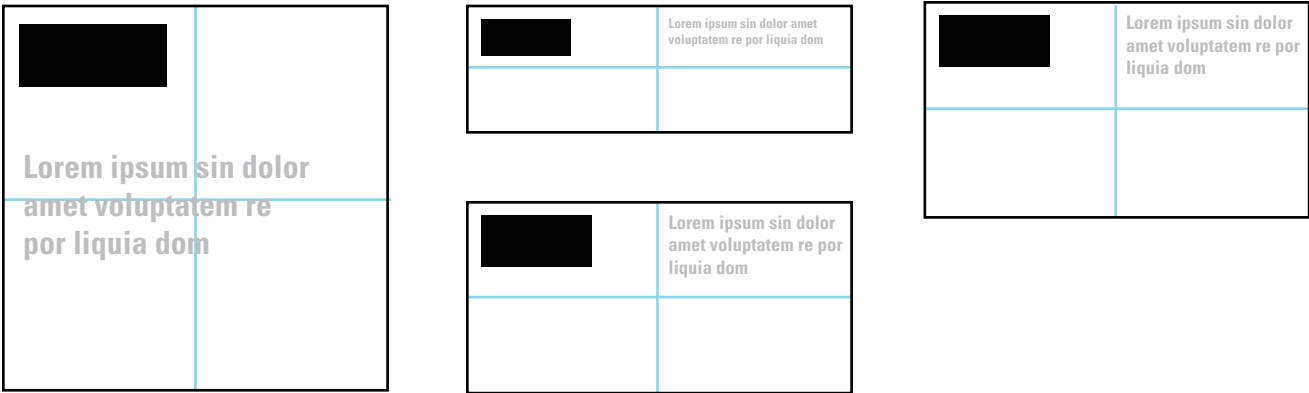 Lorem ipsum sin dolor
amet voluptatem re
por liquia dom
Lorem ipsum sin dolor amet
voluptatem re por liquia dom
Lorem ipsum sin dolor
amet voluptatem re por
liquia dom
Lorem ipsum sin dolor
amet voluptatem re por
liquia dom